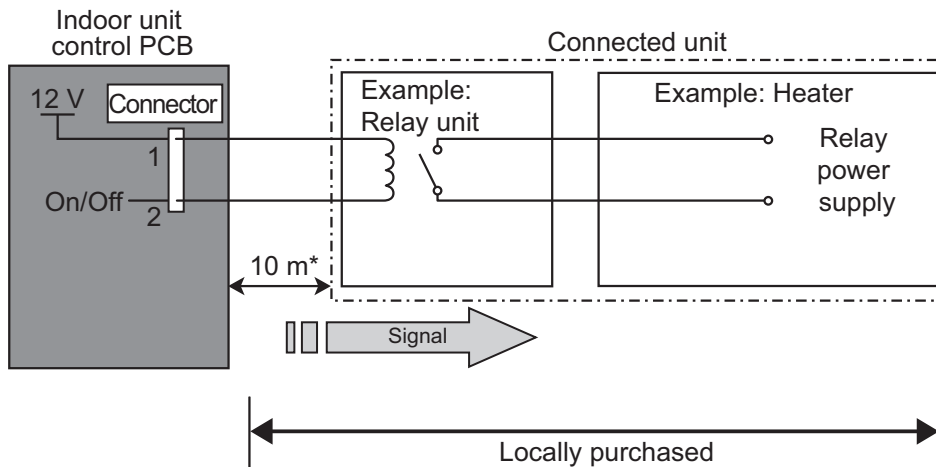 Indoor unit
control PCB
Connected unit
12 V
Connector
1
On/Off
2
Example:
Relay unit
Example: Heater
Relay
power
supply
10 m*
Signal
Locally purchased